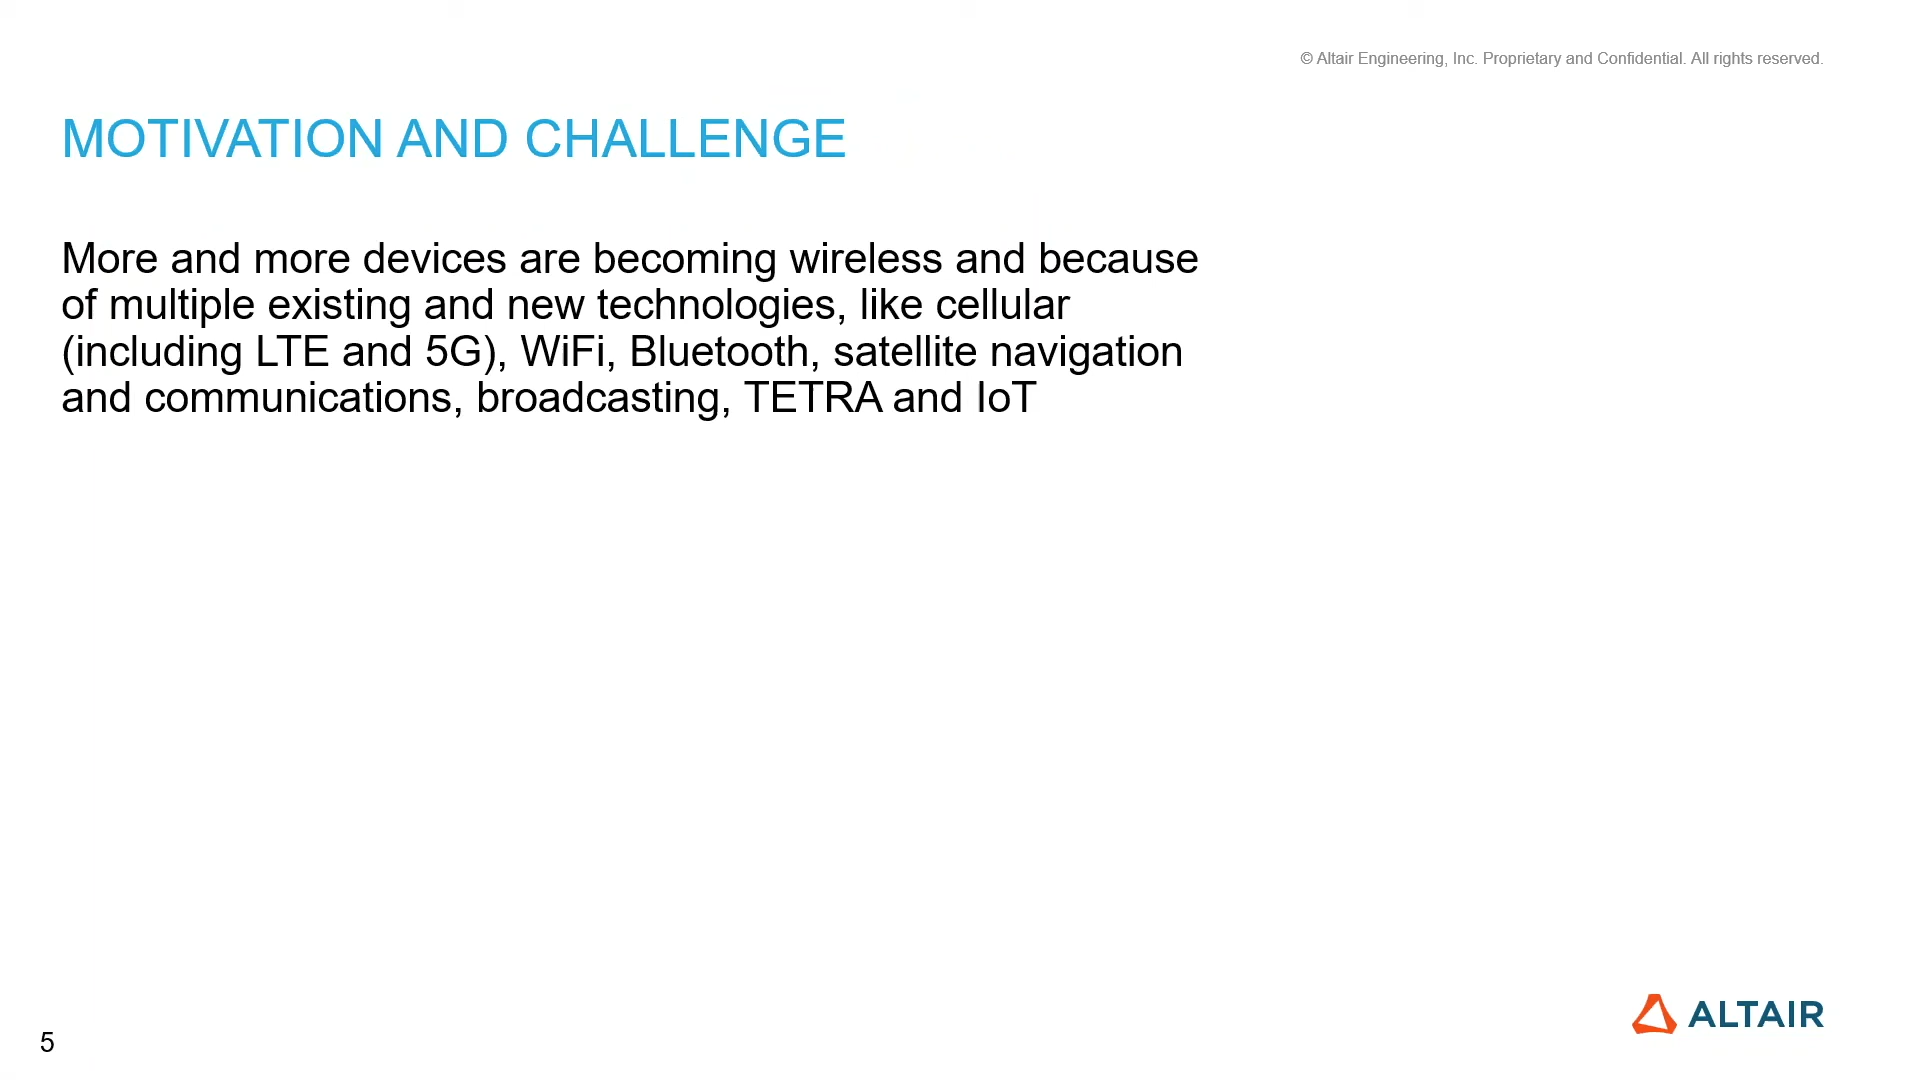 © Altair Engineering, Inc. Proprietary and Confidential. All rights reserved.
MOTIVATION AND CHALLENGE
More and more devices are becoming wireless and because
of multiple existing and new technologies, like cellular
(including LTE and 5G), WiFi, Bluetooth, satellite navigation
and communications, broadcasting, TETRA and IoT
ALTAIR
5